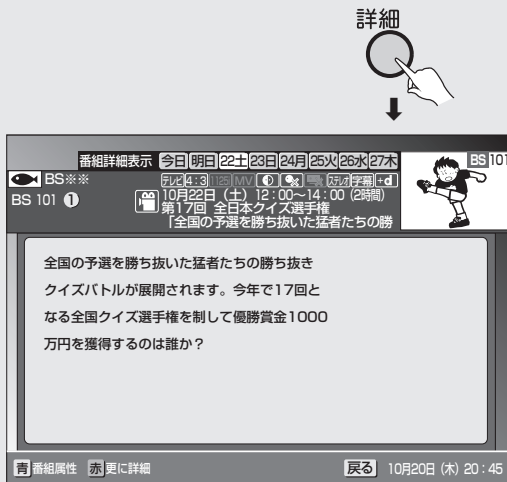 詳細
番組詳細表示 今日 明日 22土 23日 24月 25火 26水 27木
BS 101
BS※※
テレビ 4:3 1125 MV ステレオ 字幕 +d
BS 101 1
10月22日 (土) 12:00~14:00 (2時間)
第17回 全日本クイズ選手権
「全国の予選を勝ち抜いた猛者たちの勝
全国の予選を勝ち抜いた猛者たちの勝ち抜き
クイズバトルが展開されます。今年で17回と
なる全国クイズ選手権を制して優勝賞金1000
万円を獲得するのは誰か?
青 番組属性 赤 更に詳細
戻る 10月20日 (木) 20:45